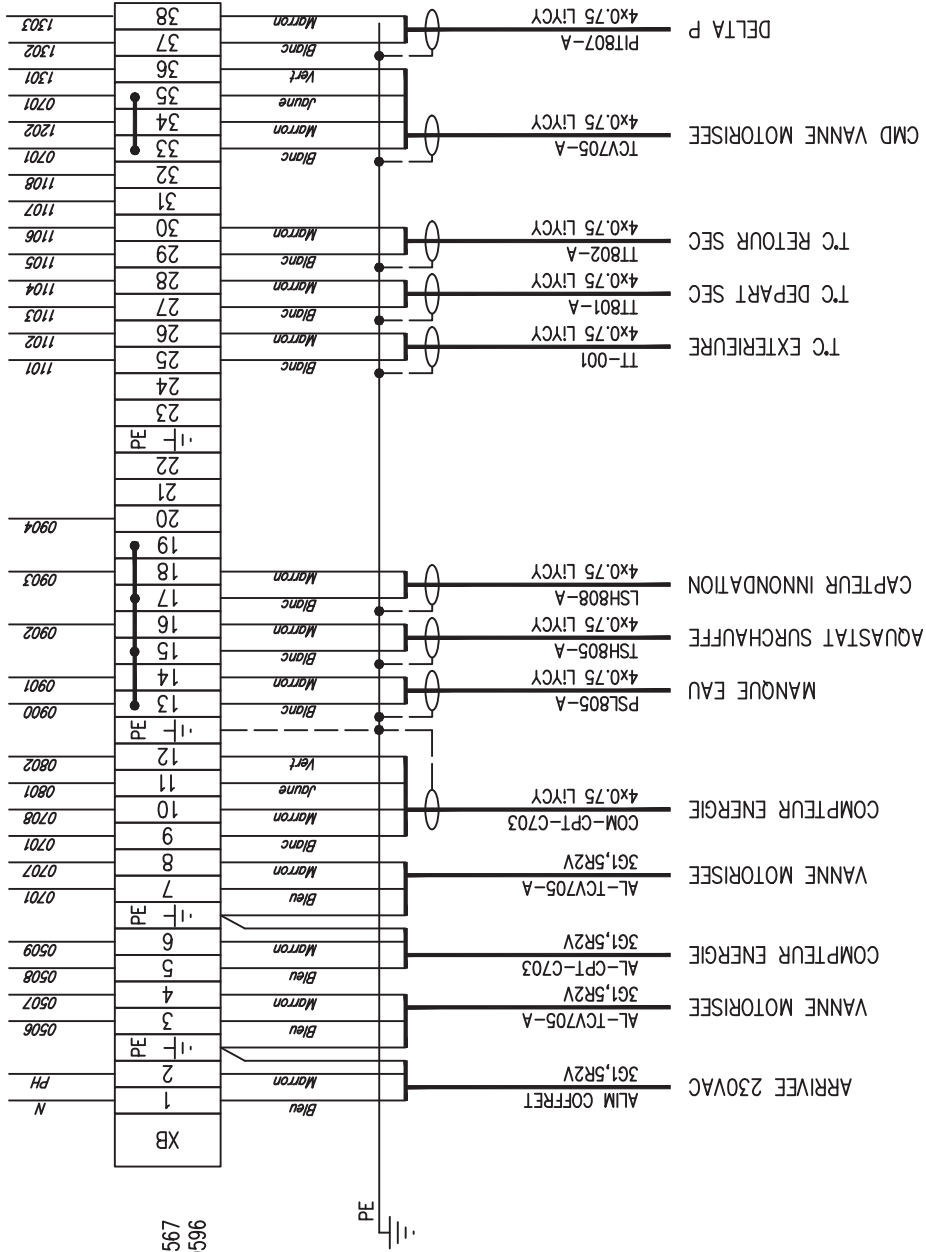 567
596
PE
XB
ARRIVEE 230VAC
ALIM COFFRET
3G1,5R2V
Bleu 1 N
Marron 2 PH
PE
VANNE MOTORISEE
AL-TCV705-A
3G1,5R2V
Bleu 3 0506
Marron 4 0507
COMPTEUR ENERGIE
AL-CPT-C703
3G1,5R2V
Bleu 5 0508
Marron 6 0509
PE
VANNE MOTORISEE
AL-TCV705-A
3G1,5R2V
Bleu 7 0701
Marron 8 0707
COMPTEUR ENERGIE
COM-CPT-C703
4x0.75 LiYCY
Blanc 9 0701
Marron 10 0708
Jaune 11 0801
Vert 12 0802
PE
MANQUE EAU
PSL805-A
4x0.75 LiYCY
Blanc 13 0900
Marron 14 0901
AQUASTAT SURCHAUFFE
TSH805-A
4x0.75 LiYCY
Blanc 15
Marron 16 0902
CAPTEUR INNONDATION
LSH808-A
4x0.75 LiYCY
Blanc 17
Marron 18 0903
19
20 0904
21
22
PE
23
24
T°C EXTERIEURE
TT-001
4x0.75 LiYCY
Blanc 25 1101
Marron 26 1102
T°C DEPART SEC
TT801-A
4x0.75 LiYCY
Blanc 27 1103
Marron 28 1104
T°C RETOUR SEC
TT802-A
4x0.75 LiYCY
Blanc 29 1105
Marron 30 1106
31 1107
32 1108
CMD VANNE MOTORISEE
TCV705-A
4x0.75 LiYCY
Blanc 33 0701
Marron 34 1202
Jaune 35 0701
Vert 36 1301
DELTA P
PIT807-A
4x0.75 LiYCY
Blanc 37 1302
Marron 38 1303